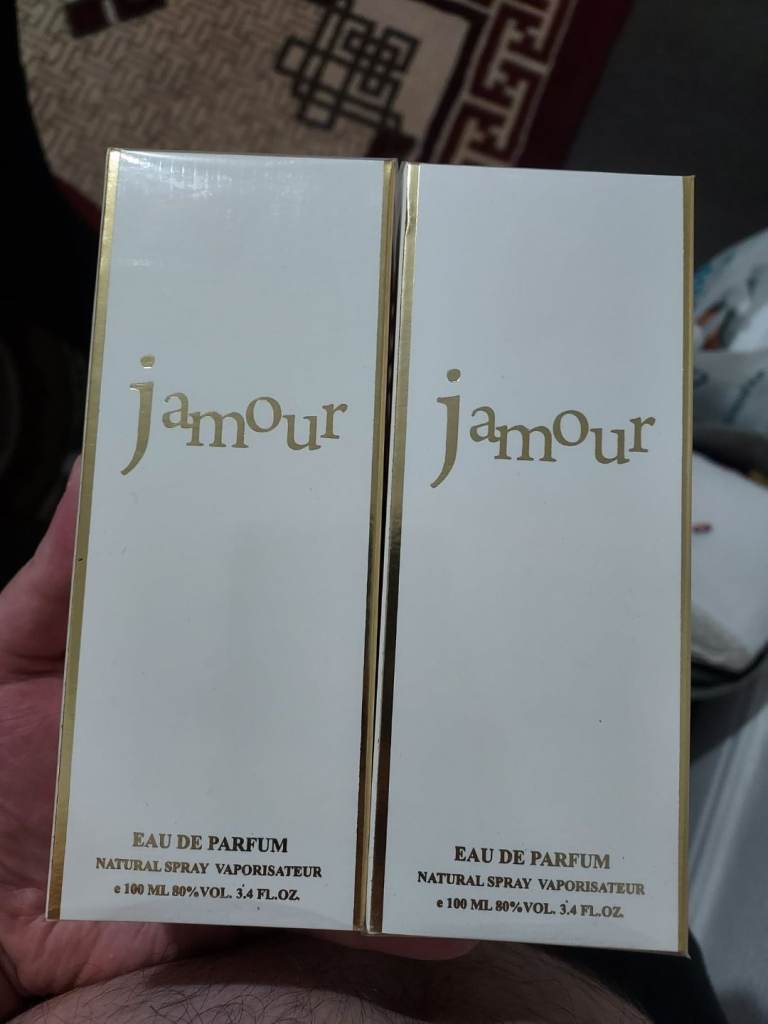 jamour
EAU DE PARFUM
NATURAL SPRAY VAPORISATEUR
e 100 ML 80% VOL. 3.4 FL.OZ.
jamour
EAU DE PARFUM
NATURAL SPRAY VAPORISATEUR
e 100 ML 80% VOL. 3.4 FL.OZ.